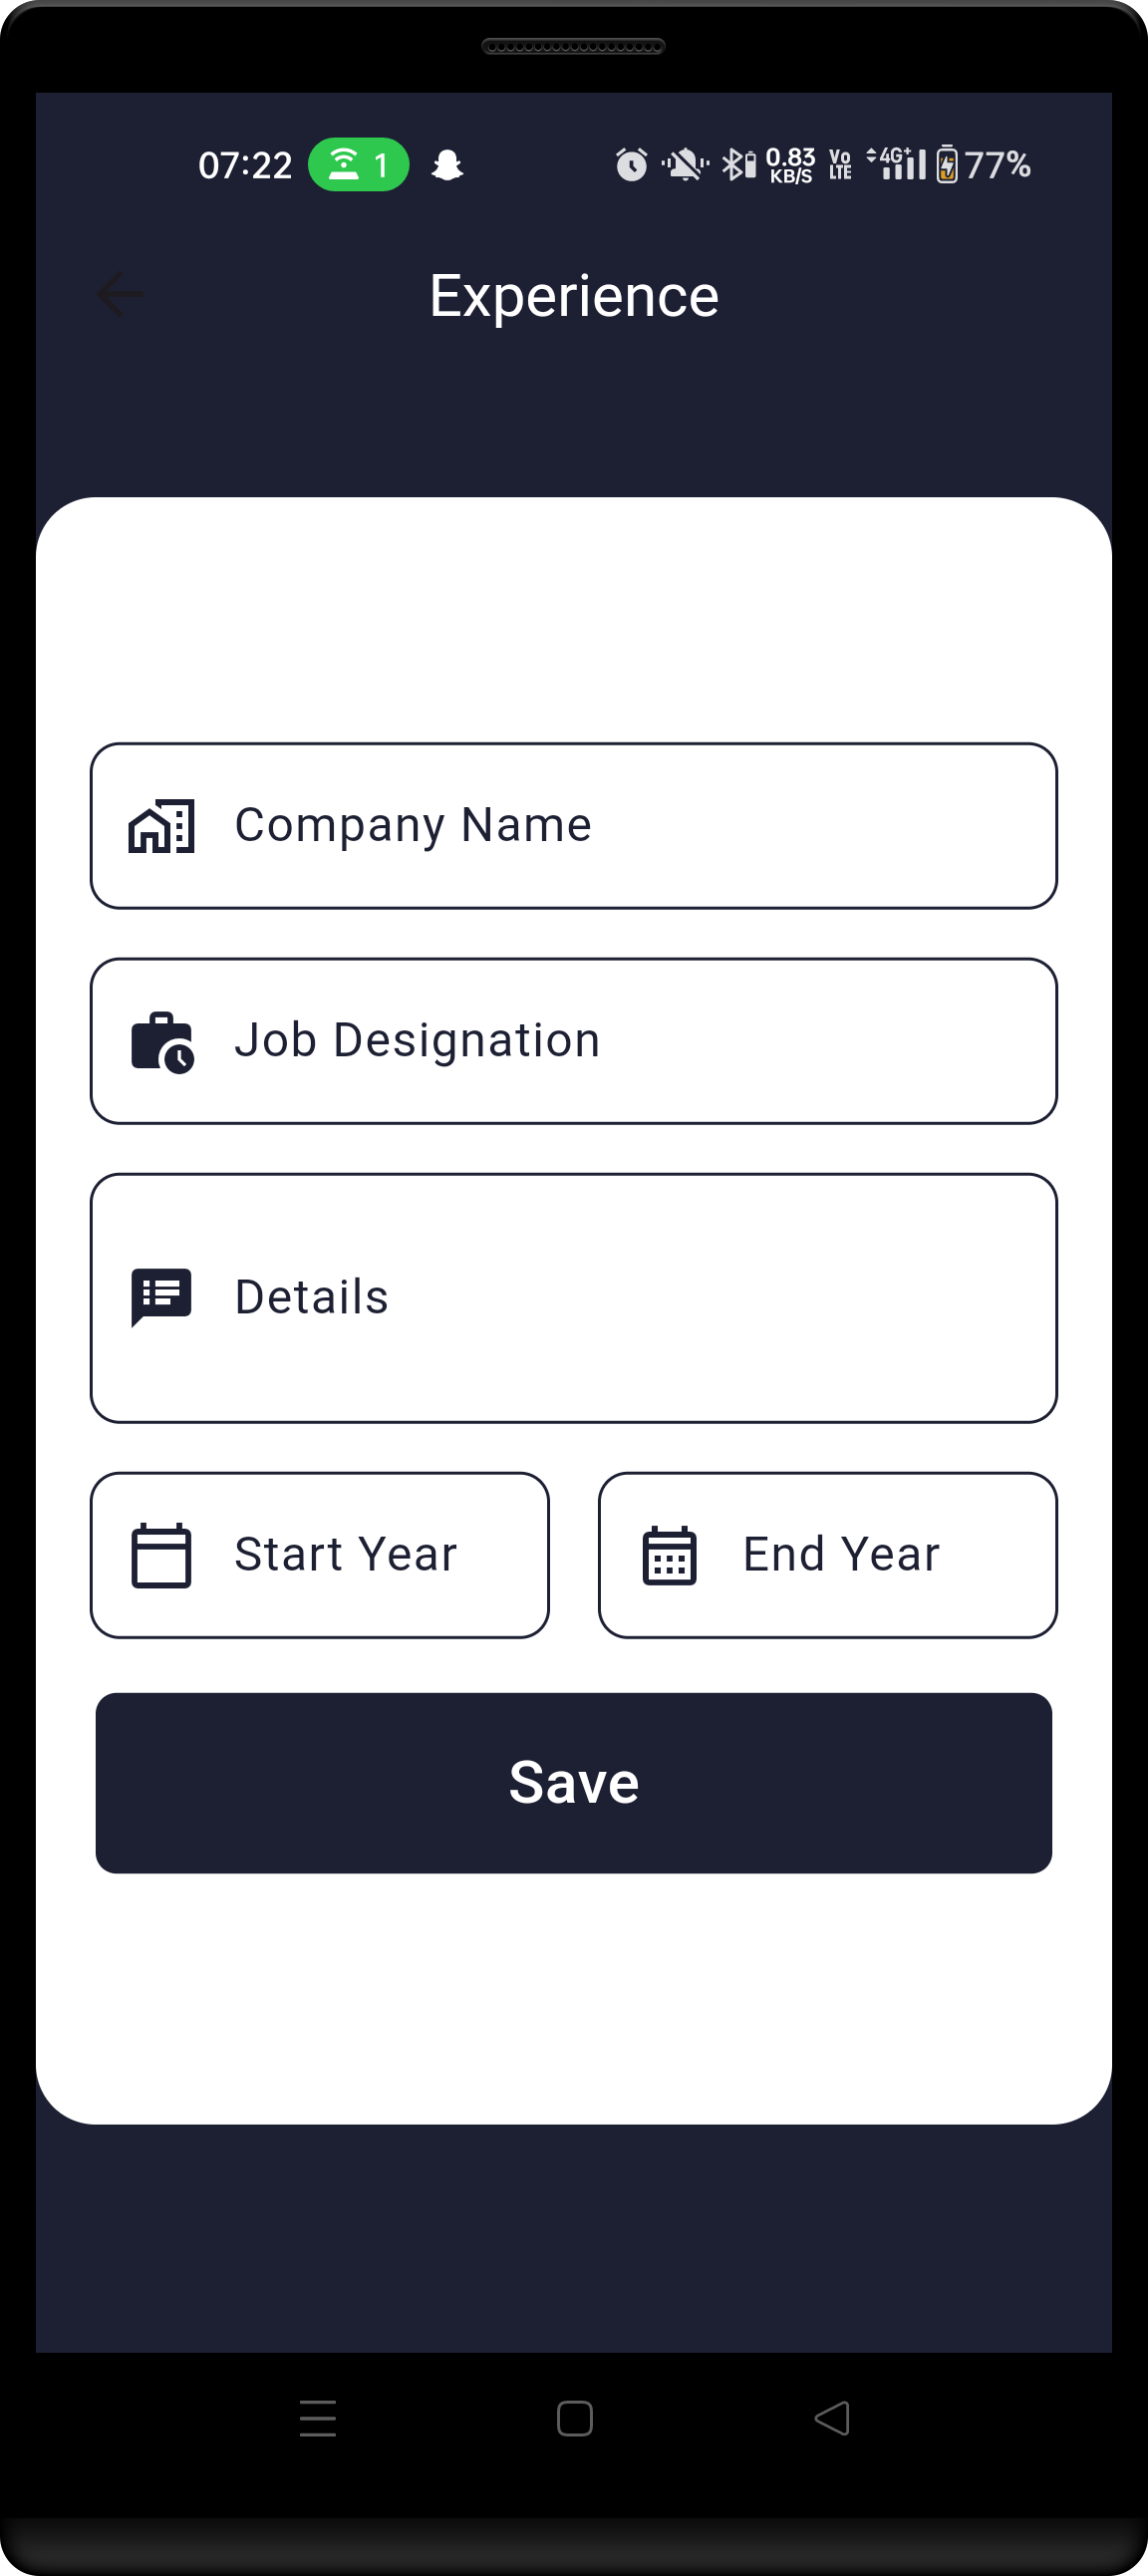 07:22 1 0.83 KB/S Vo LTE 4G+ 77%
Experience
Company Name
Job Designation
Details
Start Year End Year
Save